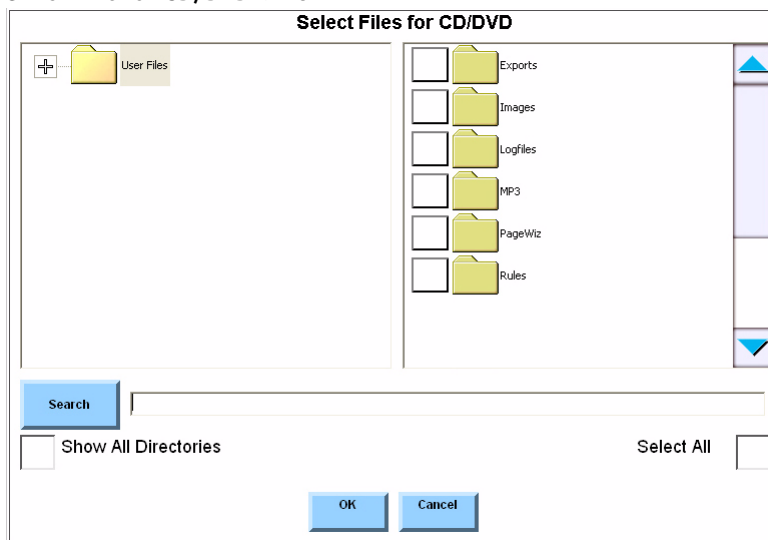 Select Files for CD/DVD
User Files
Exports
Images
Logfiles
MP3
PageWiz
Rules
Search
Show All Directories
Select All
OK
Cancel